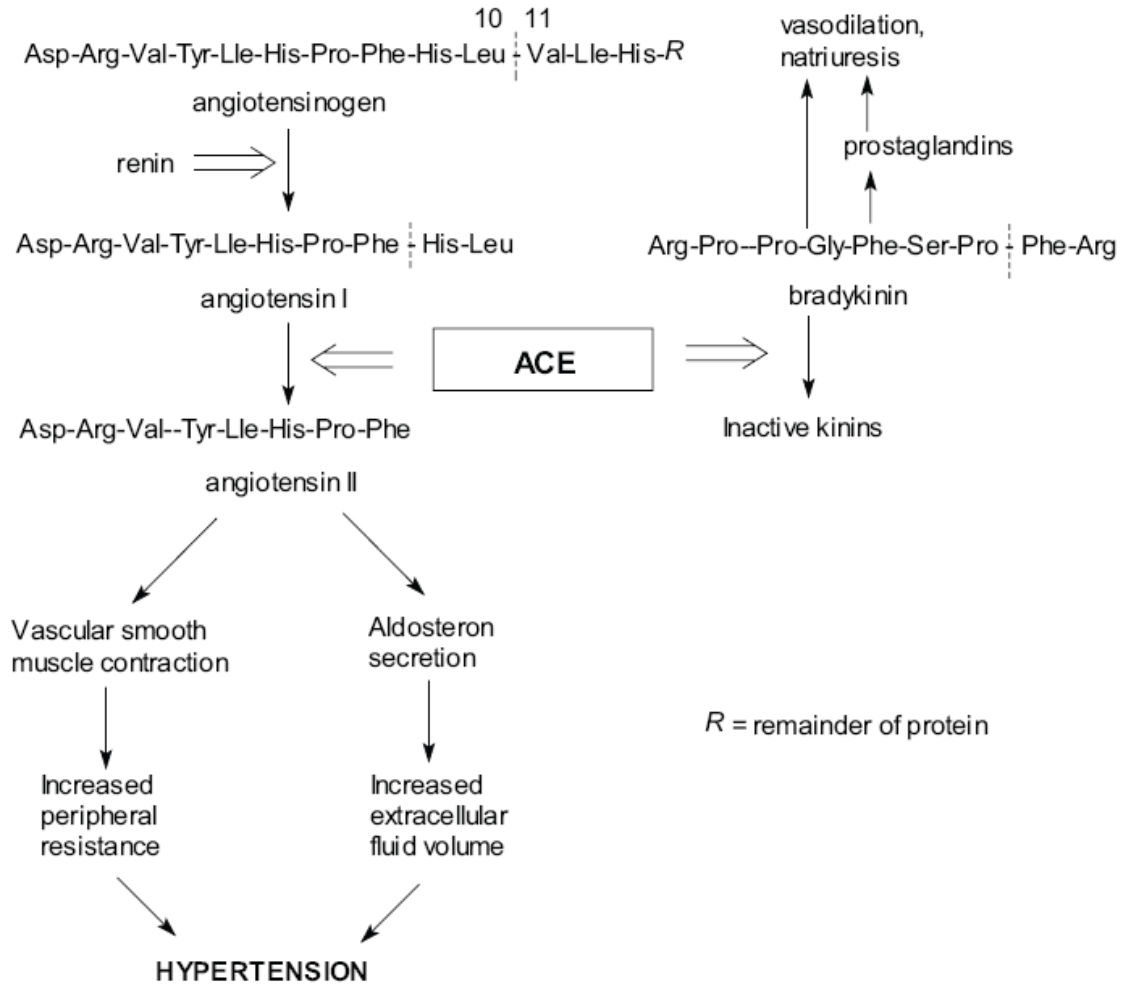 10 11
Asp-Arg-Val-Tyr-Lle-His-Pro-Phe-His-Leu - Val-Lle-His-R
angiotensinogen
renin
Asp-Arg-Val-Tyr-Lle-His-Pro-Phe - His-Leu
angiotensin I
ACE
Asp-Arg-Val--Tyr-Lle-His-Pro-Phe
angiotensin II
Vascular smooth
muscle contraction
Aldosteron
secretion
Increased
peripheral
resistance
Increased
extracellular
fluid volume
HYPERTENSION
vasodilation,
natriuresis
prostaglandins
Arg-Pro--Pro-Gly-Phe-Ser-Pro - Phe-Arg
bradykinin
Inactive kinins
R = remainder of protein